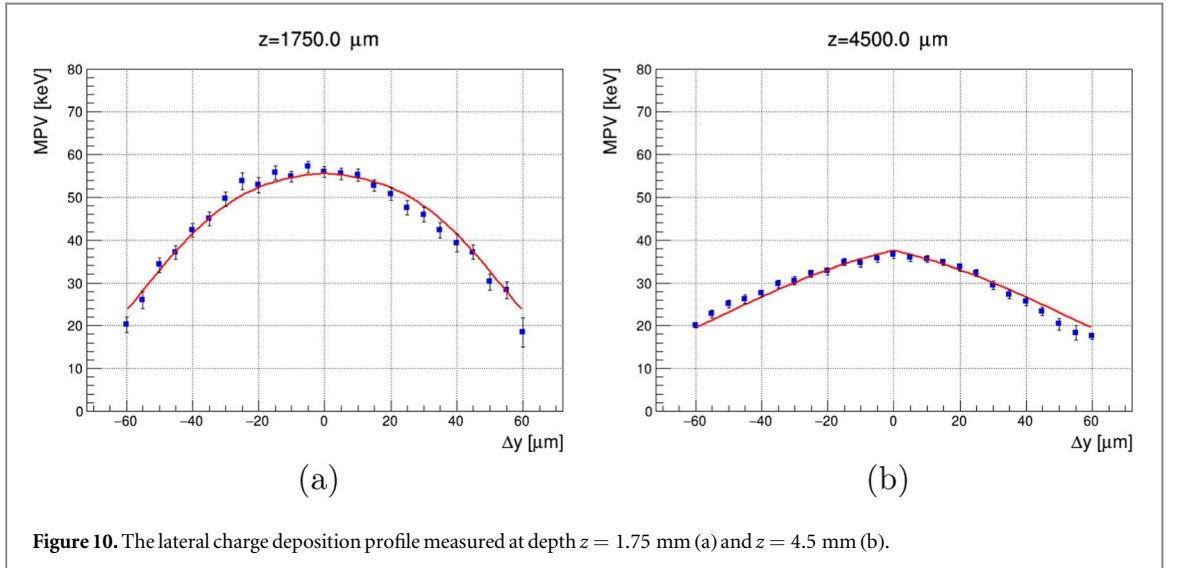 z=1750.0 μm
MPV [keV]
80
70
60
50
40
30
20
10
0
−60 −40 −20 0 20 40 60
Δy [μm]
(a)
z=4500.0 μm
MPV [keV]
80
70
60
50
40
30
20
10
0
−60 −40 −20 0 20 40 60
Δy [μm]
(b)
Figure 10. The lateral charge deposition profile measured at depth z = 1.75 mm (a) and z = 4.5 mm (b).